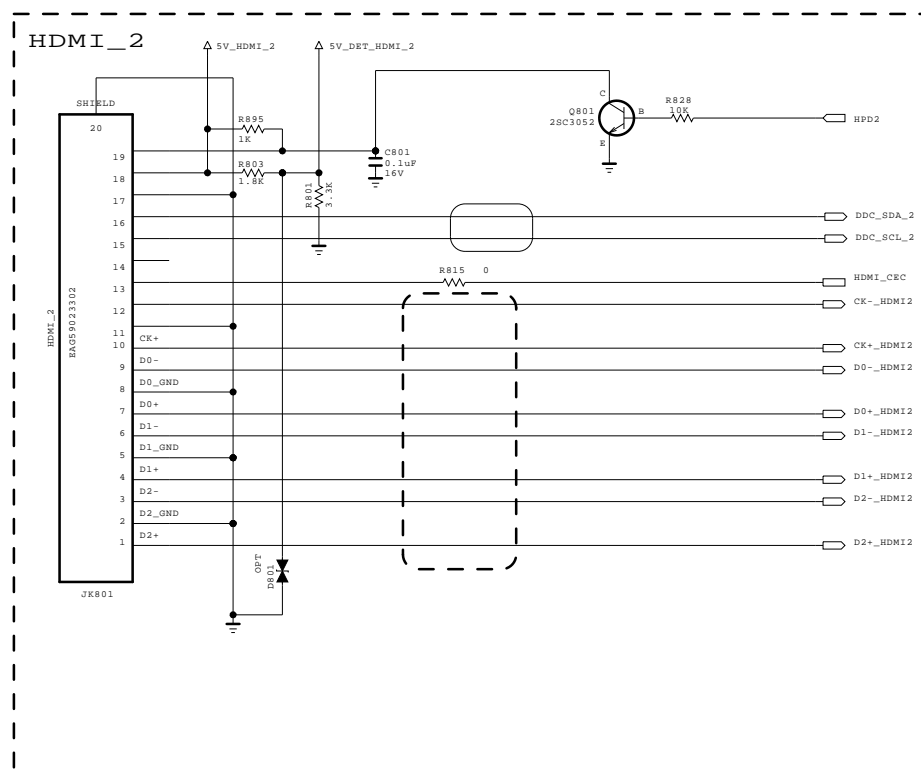 HDMI_2
5V_HDMI_2
5V_DET_HDMI_2
SHIELD
20
R895
1K
C
Q801
2SC3052
B
E
R828
10K
HPD2
19
C801
0.1uF
16V
18
R803
1.8K
R801
3.3K
17
16
DDC_SDA_2
15
DDC_SCL_2
14
R815 0
13
HDMI_CEC
12
CK-_HDMI2
HDMI_2
EAG59023302
11
10
CK+
CK+_HDMI2
D0-
9
D0-_HDMI2
D0_GND
8
D0+
7
D0+_HDMI2
D1-
6
D1-_HDMI2
D1_GND
5
D1+
4
D1+_HDMI2
D2-
3
D2-_HDMI2
D2_GND
2
D2+
1
D2+_HDMI2
OPT
D801
JK801